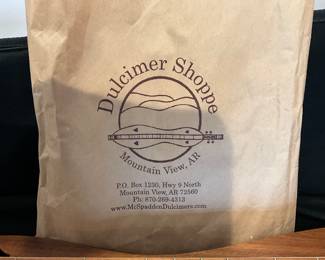 Dulcimer Shoppe
Mountain View, AR
P.O. Box 1230, Hwy 9 North
Mountain View, AR 72560
Ph: 870-269-4313
www.McSpaddenDulcimers.com